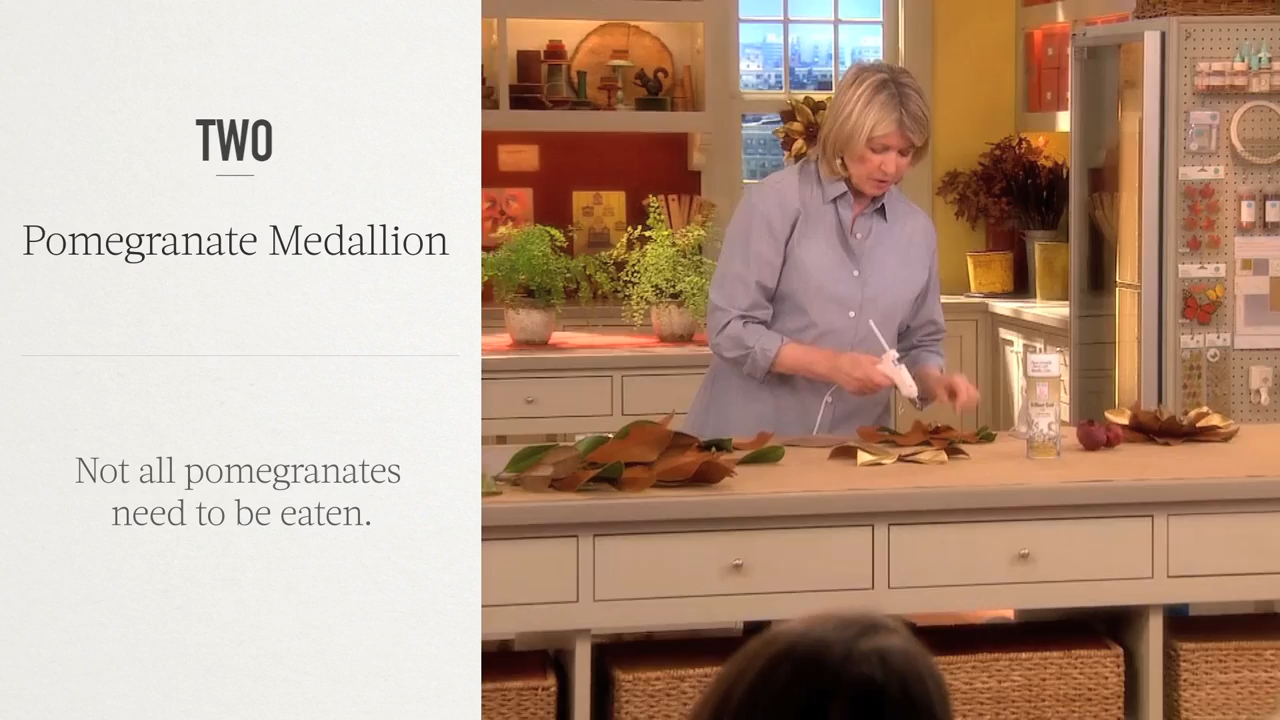 TWO
Pomegranate Medallion
Not all pomegranates
need to be eaten.